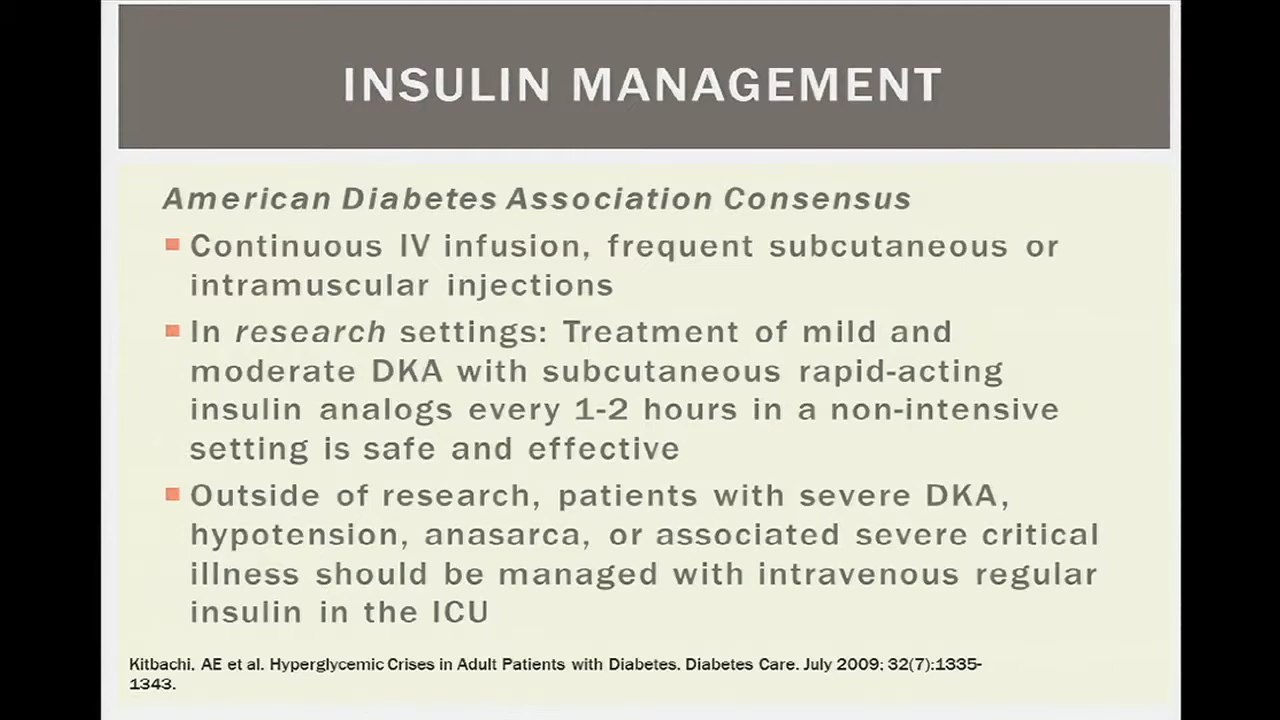 INSULIN MANAGEMENT
American Diabetes Association Consensus
Continuous IV infusion, frequent subcutaneous or
intramuscular injections
In research settings: Treatment of mild and
moderate DKA with subcutaneous rapid-acting
insulin analogs every 1-2 hours in a non-intensive
setting is safe and effective
Outside of research, patients with severe DKA,
hypotension, anasarca, or associated severe critical
illness should be managed with intravenous regular
insulin in the ICU
Kitbachi, AE et al. Hyperglycemic Crises in Adult Patients with Diabetes. Diabetes Care. July 2009; 32(7):1335-
1343.